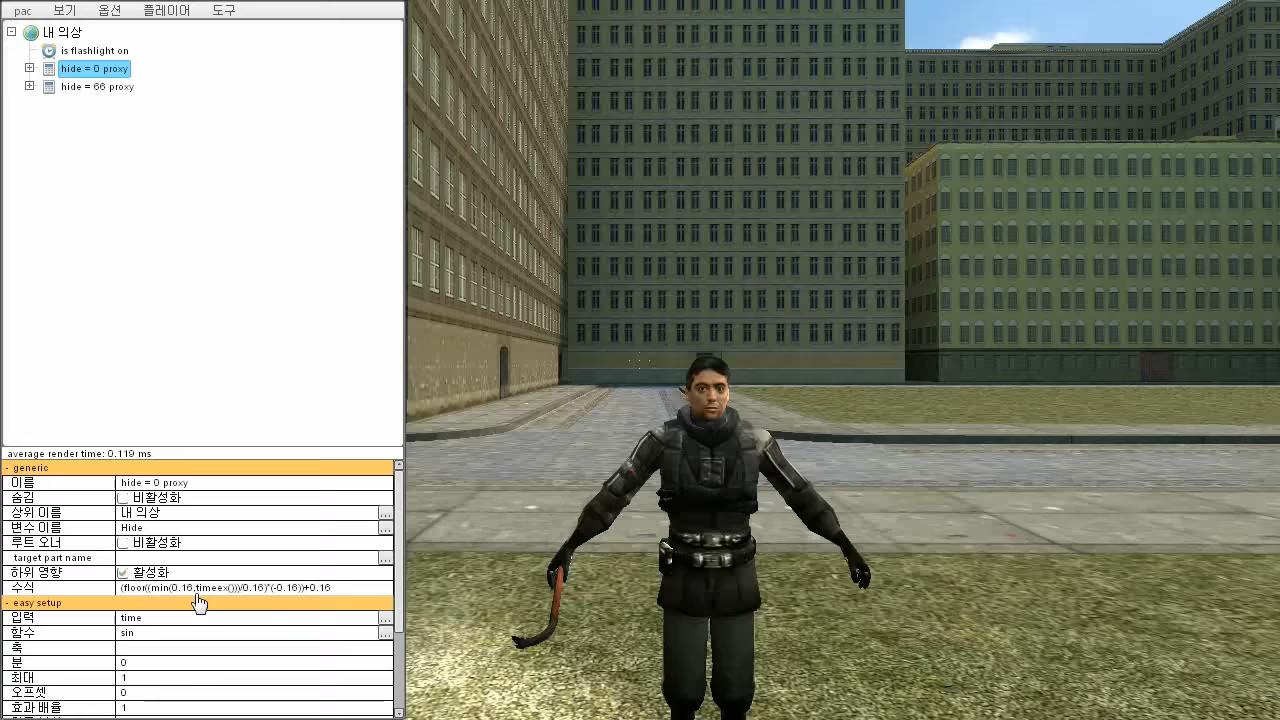 pac 보기 옵션 플레이어 도구
내 의상
is flashlight on
hide = 0 proxy
hide = 66 proxy
average render time: 0.119 ms
- generic
이름 hide = 0 proxy
숨김 비활성화
상위 이름 내 의상 ...
변수 이름 Hide ...
루트 오너 비활성화
target part name ...
하위 영향 활성화
수식 (floor((min(0.16,timeex()))/0.16)*(-0.16))+0.16
- easy setup
입력 time ...
함수 sin ...
축
분 0
최대 1
오프셋 0
효과 배율 1